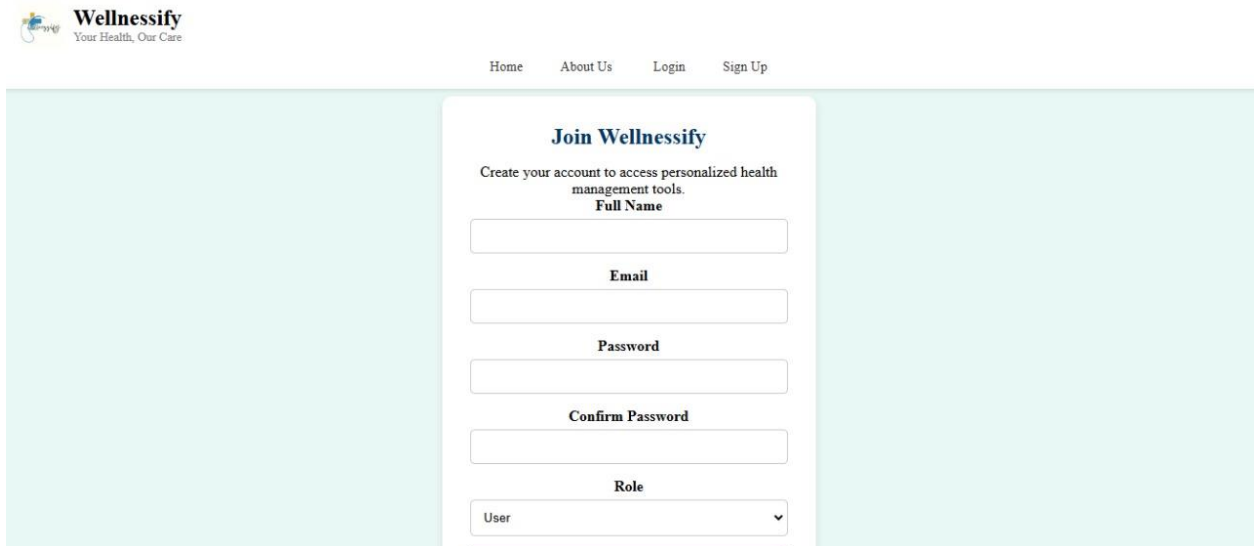 Wellnessify
Your Health, Our Care
Home About Us Login Sign Up
Join Wellnessify
Create your account to access personalized health
management tools.
Full Name
Email
Password
Confirm Password
Role
User